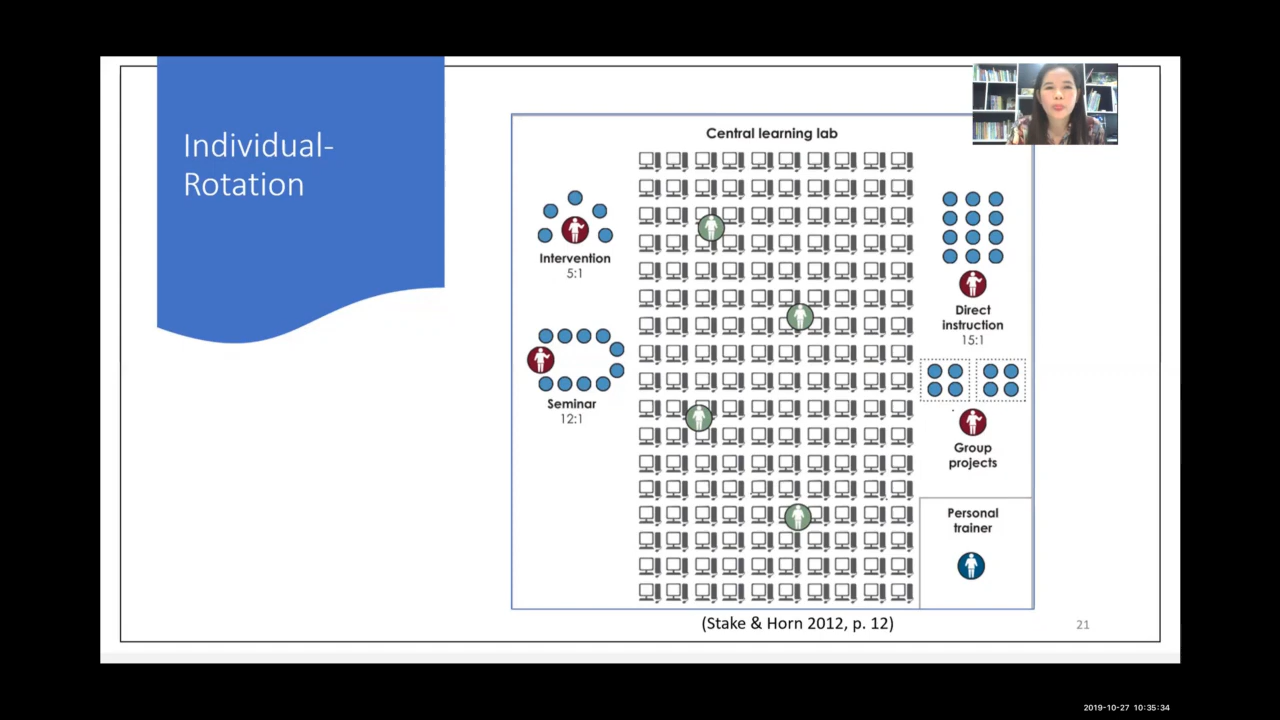 Individual-
Rotation
Central learning lab
Intervention
5:1
Seminar
12:1
Direct
instruction
15:1
Group
projects
Personal
trainer
(Stake & Horn 2012, p. 12)
21
2019-10-27 10:35:34